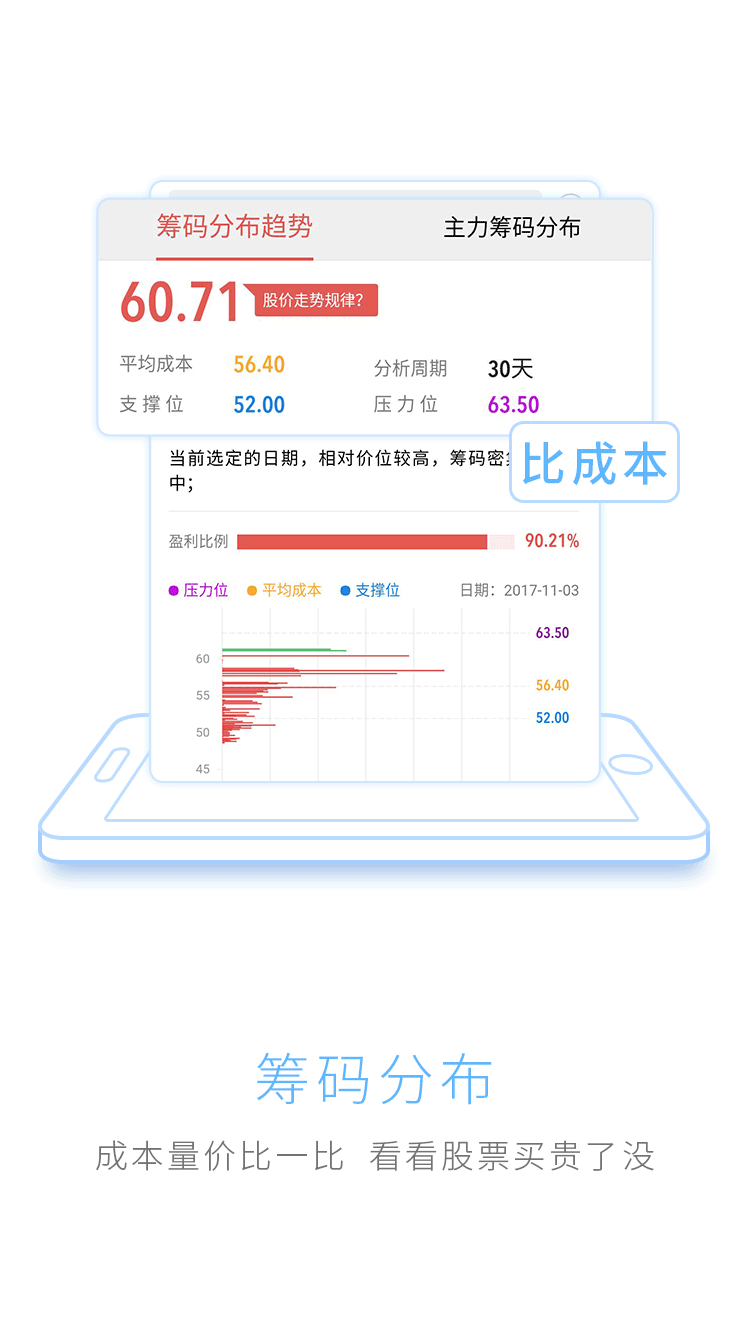 筹码分布趋势 主力筹码分布
60.71 股价走势规律?
平均成本 56.40 分析周期 30天
支撑位 52.00 压力位 63.50
比成本
当前选定的日期，相对价位较高，筹码密
中；
盈利比例 90.21%
压力位 平均成本 支撑位 日期：2017-11-03
63.50
60
56.40
55
52.00
50
45
筹码分布
成本量价比一比 看看股票买贵了没